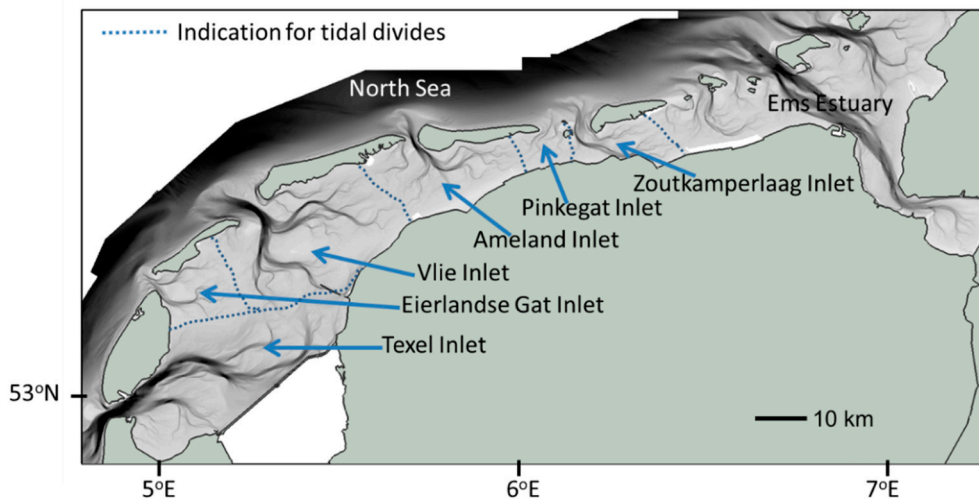 Indication for tidal divides
North Sea
Ems Estuary
Zoutkamperlaag Inlet
Pinkegat Inlet
Ameland Inlet
Vlie Inlet
Eierlandse Gat Inlet
Texel Inlet
53°N
10 km
5°E
6°E
7°E